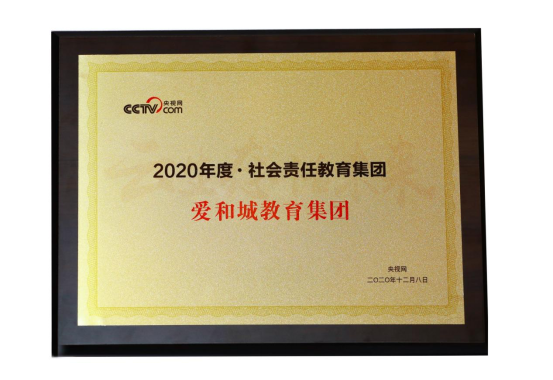 CCTV 央视网
com
2020年度·社会责任教育集团
爱和城教育集团
央视网
二〇二〇年十二月八日